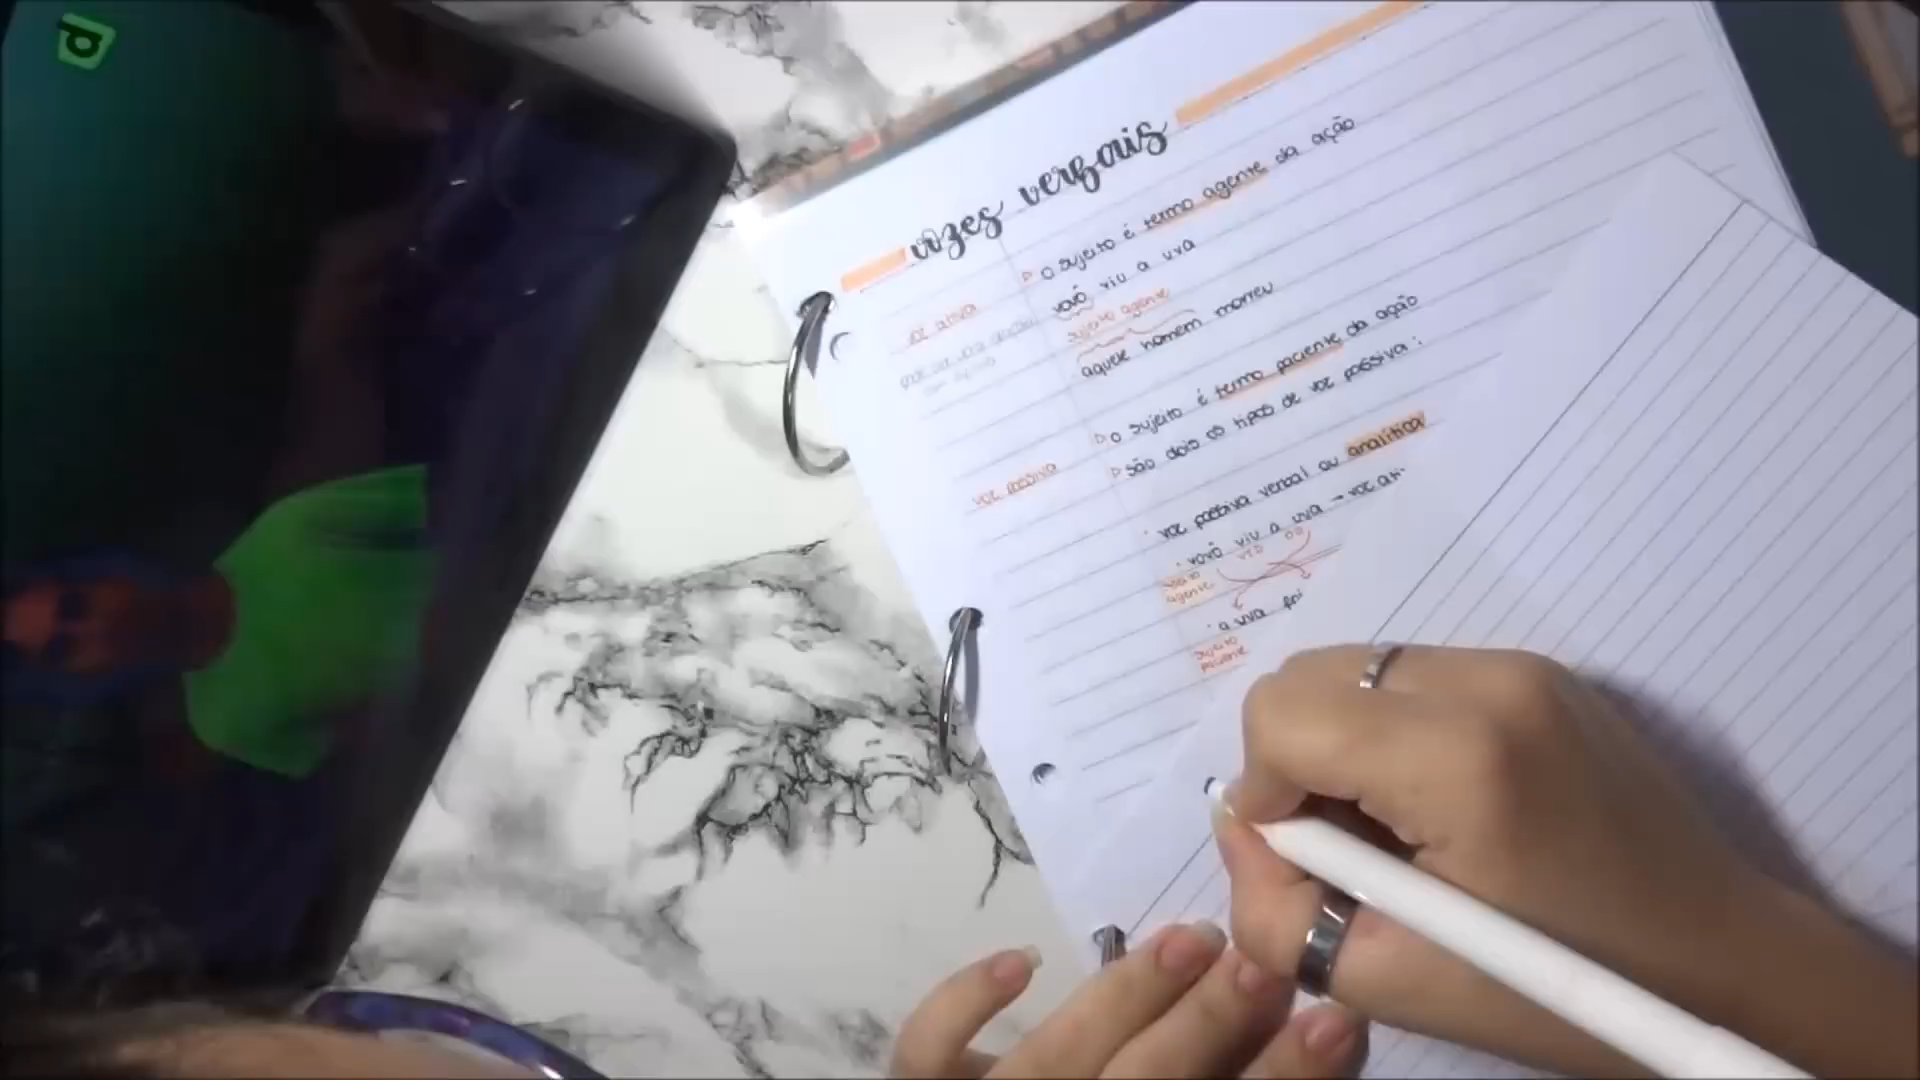 vozes verbais
voz ativa
▷ o sujeito é termo agente da ação
vovó viu a uva
sujeito agente
aquele homem morreu
voz passiva
▷ o sujeito é termo paciente da ação
▷ são dois os tipos de voz passiva:
· voz passiva verbal ou analítica
· vovó viu a uva → voz ati
VTD OD
sujeito
agente
· a uva foi
sujeito
paciente